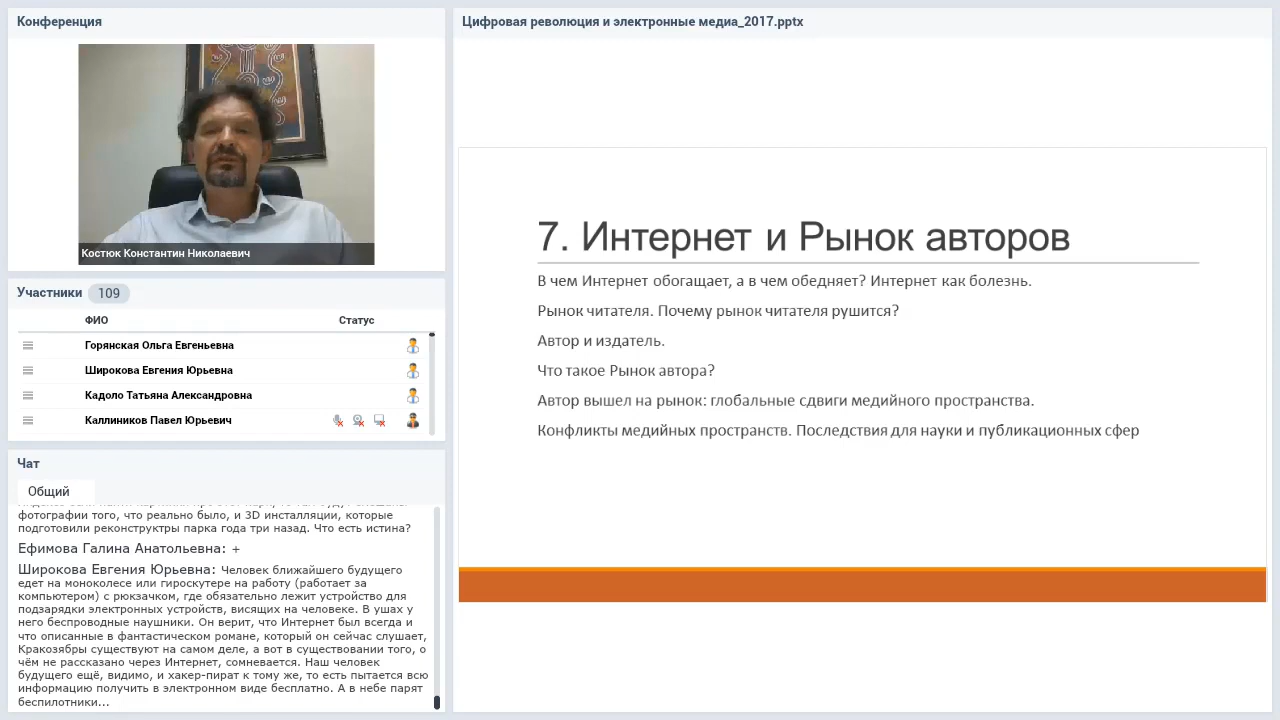 Конференция
Костюк Константин Николаевич
Участники 109
ФИО Статус
Горянская Ольга Евгеньевна
Широкова Евгения Юрьевна
Кадоло Татьяна Александровна
Каллиников Павел Юрьевич
Чат
Общий
фотографии того, что реально было, и 3D инсталляции, которые
подготовили реконструктры парка года три назад. Что есть истина?
Ефимова Галина Анатольевна: +
Широкова Евгения Юрьевна: Человек ближайшего будущего
едет на моноколесе или гироскутере на работу (работает за
компьютером) с рюкзачком, где обязательно лежит устройство для
подзарядки электронных устройств, висящих на человеке. В ушах у
него беспроводные наушники. Он верит, что Интернет был всегда и
что описанные в фантастическом романе, который он сейчас слушает,
Кракозябры существуют на самом деле, а вот в существовании того, о
чём не рассказано через Интернет, сомневается. Наш человек
будущего ещё, видимо, и хакер-пират к тому же, то есть пытается всю
информацию получить в электронном виде бесплатно. А в небе парят
беспилотники...
Цифровая революция и электронные медиа_2017.pptx
7. Интернет и Рынок авторов
В чем Интернет обогащает, а в чем обедняет? Интернет как болезнь.
Рынок читателя. Почему рынок читателя рушится?
Автор и издатель.
Что такое Рынок автора?
Автор вышел на рынок: глобальные сдвиги медийного пространства.
Конфликты медийных пространств. Последствия для науки и публикационных сфер